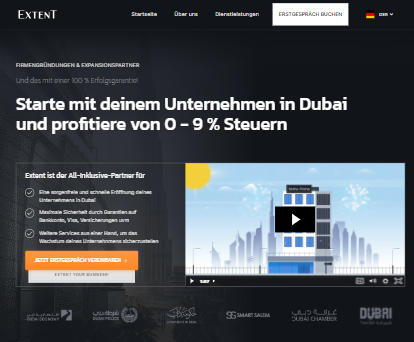 EXTENT
Startseite
Über uns
Dienstleistungen
ERSTGESPRÄCH BUCHEN
GER
FIRMENGRÜNDUNGEN & EXPANSIONSPARTNER
Und das mit einer 100 % Erfolgsgarantie!
Starte mit deinem Unternehmen in Dubai
und profitiere von 0 - 9 % Steuern
Extent ist der All-Inklusive-Partner für
Eine sorgenfreie und schnelle Eröffnung deines
Unternehmens in Dubai
Maximale Sicherheit durch Garantien auf
Bankkonto, Visa, Versicherungen uvm
Weitere Services aus einer Hand, um das
Wachstum deines Unternehmens sicherzustellen
JETZT ERSTGESPRÄCH VEREINBAREN
EXTENT YOUR BUSINESS!
DUBAI POLICE
SG SMART SALEM
DUBAI CHAMBER